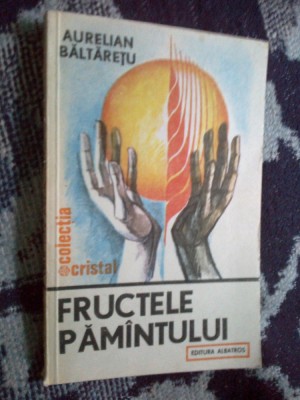 AURELIAN
BĂLTĂREȚU
colecția
cristal
FRUCTELE
PĂMÎNTULUI
EDITURA ALBATROS